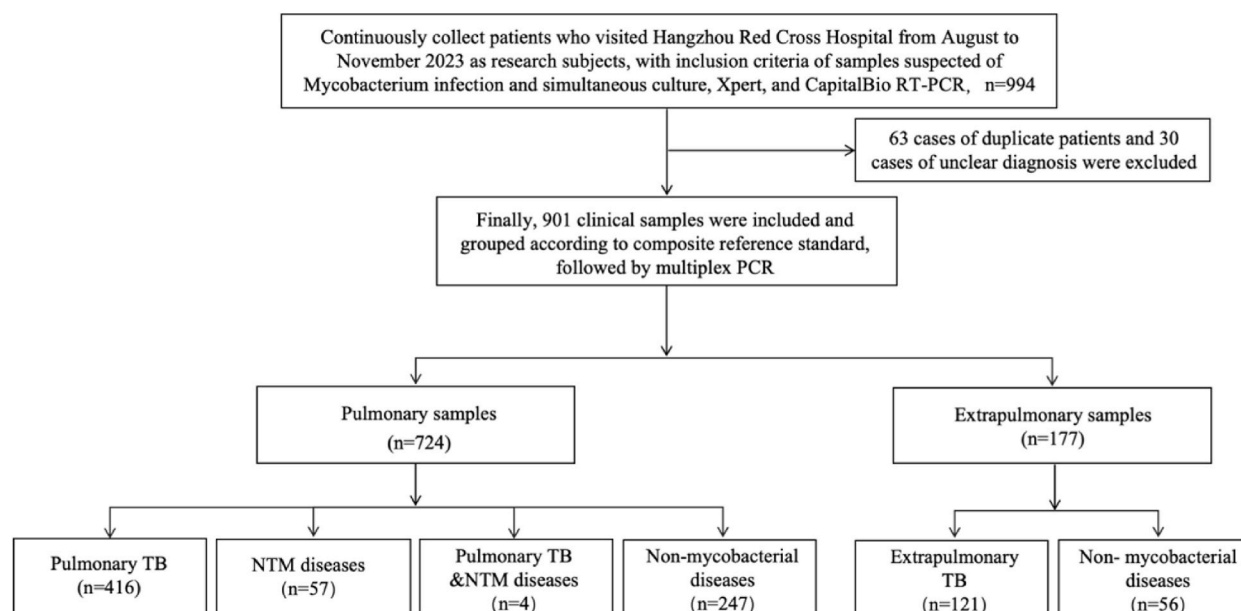 Continuously collect patients who visited Hangzhou Red Cross Hospital from August to
November 2023 as research subjects, with inclusion criteria of samples suspected of
Mycobacterium infection and simultaneous culture, Xpert, and CapitalBio RT-PCR, n=994
63 cases of duplicate patients and 30
cases of unclear diagnosis were excluded
Finally, 901 clinical samples were included and
grouped according to composite reference standard,
followed by multiplex PCR
Pulmonary samples
(n=724)
Extrapulmonary samples
(n=177)
Pulmonary TB
(n=416)
NTM diseases
(n=57)
Pulmonary TB
&NTM diseases
(n=4)
Non-mycobacterial
diseases
(n=247)
Extrapulmonary
TB
(n=121)
Non- mycobacterial
diseases
(n=56)